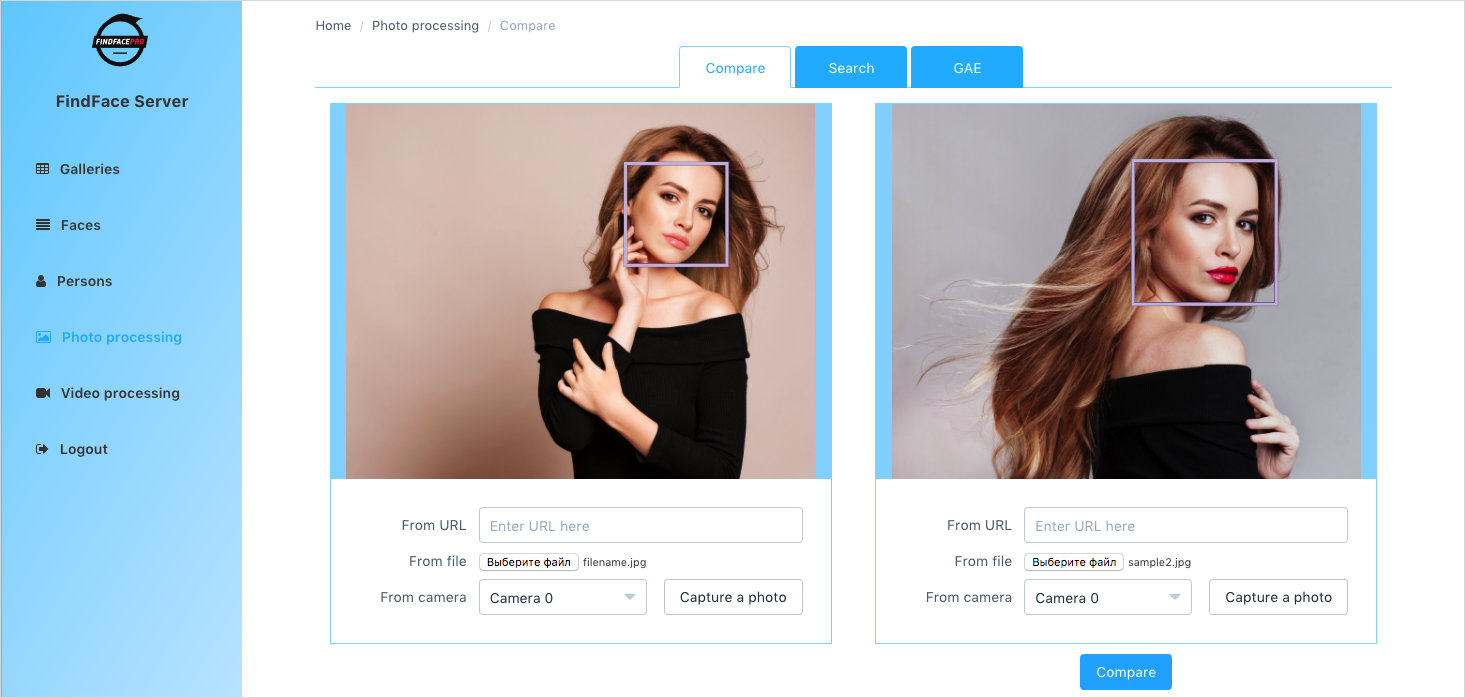 FINDFACEPRO
FindFace Server
Galleries
Faces
Persons
Photo processing
Video processing
Logout
Home / Photo processing / Compare
Compare Search GAE
From URL Enter URL here
From file Выберите файл filename.jpg
From camera Camera 0 Capture a photo
From URL Enter URL here
From file Выберите файл sample2.jpg
From camera Camera 0 Capture a photo
Compare